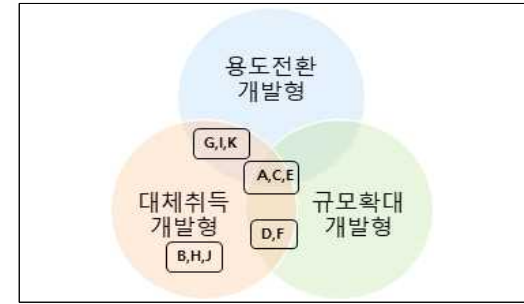 용도전환
개발형
G,I,K
A,C,E
대체취득
개발형
규모확대
개발형
D,F
B,H,J